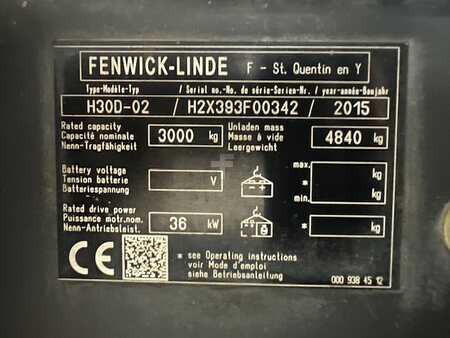 FENWICK-LINDE F - St. Quentin en Y
Type-Modèle-Typ / Serial no.-No. de série-Serien-Nr. / year-année-Baujahr
H30D-02 / H2X393F00342 / 2015
Rated capacity
Capacité nominale
Nenn-Tragfähigkeit
3000 kg
Unladen mass
Masse à vide
Leergewicht
4840 kg
Battery voltage
Tension batterie
Batteriespannung
V
- +
max.
*
min.
kg
kg
Rated drive power
Puissance motr.nom.
Nenn-Antriebsleist.
36 kW
* kg
CE
* see Operating instructions
voir Mode d'emploi
siehe Betriebsanleitung
000 938 45 12